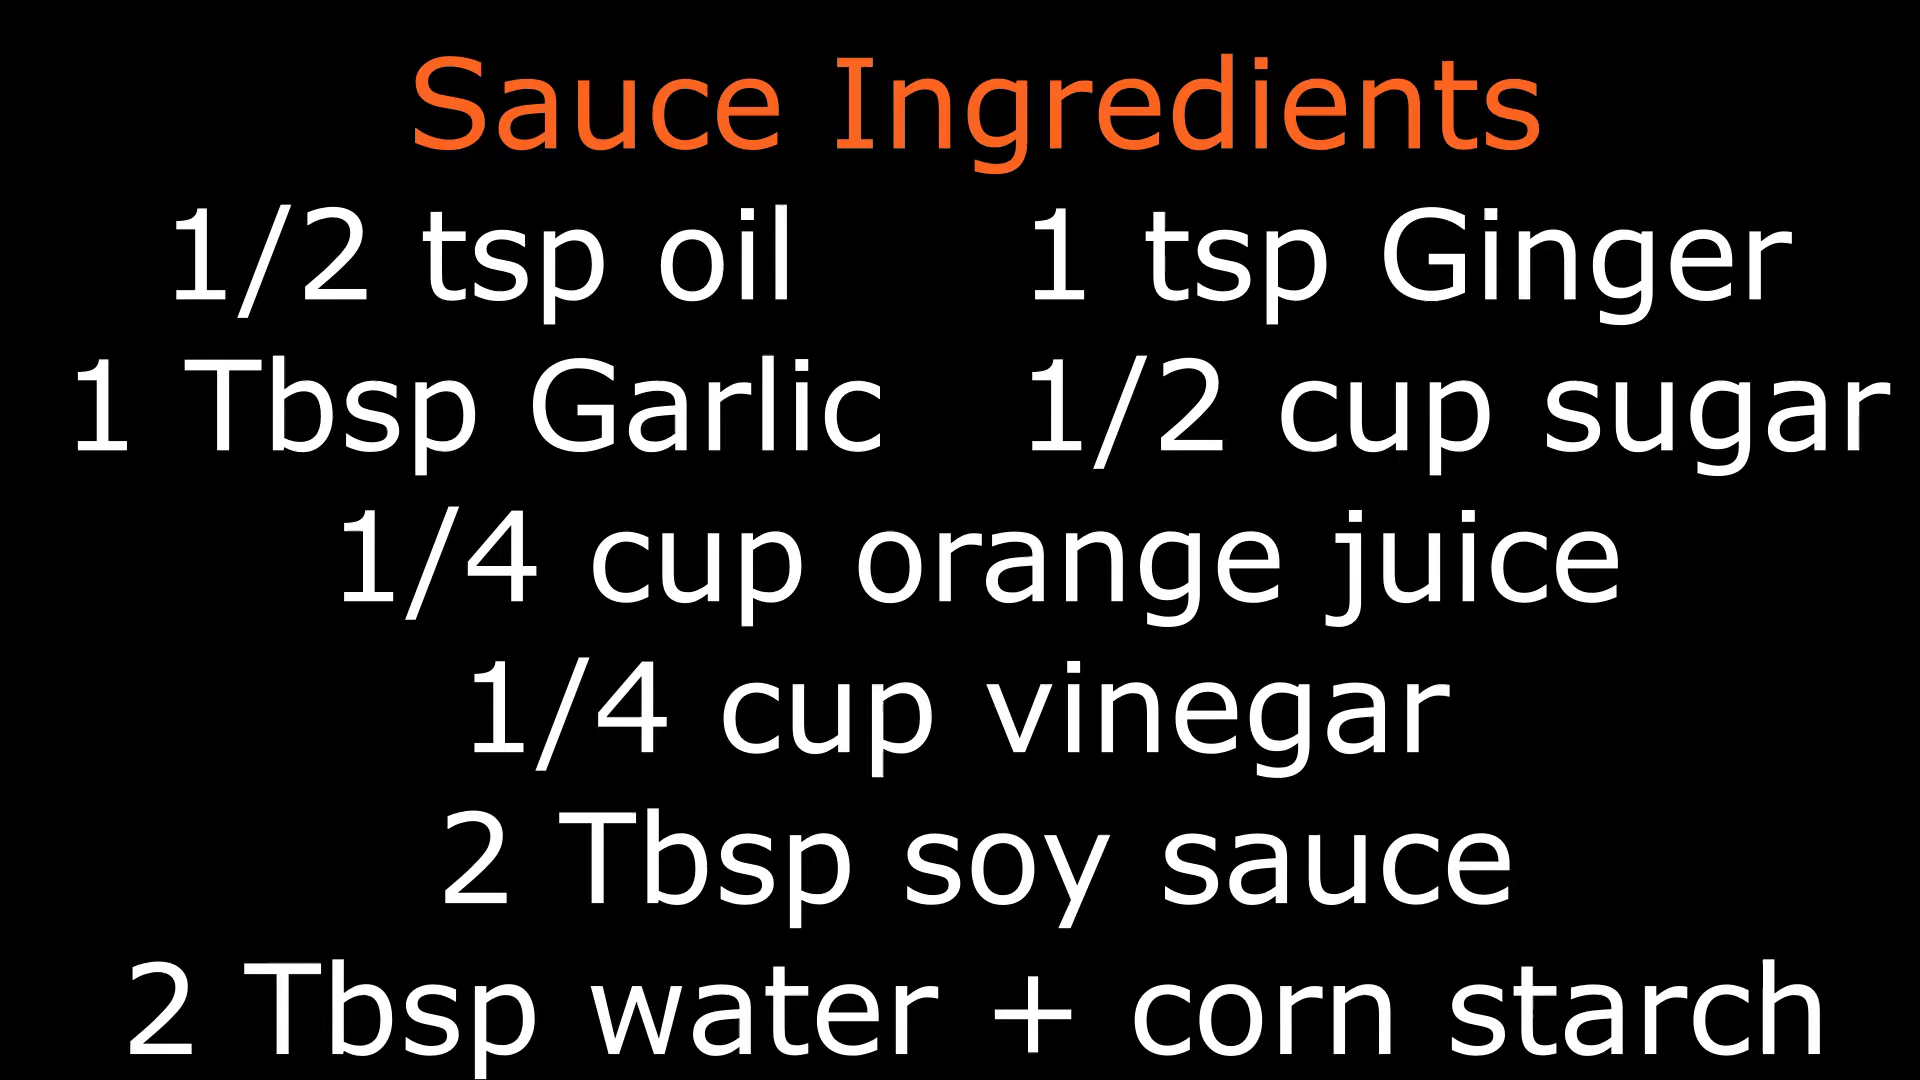 Sauce Ingredients
1/2 tsp oil 1 tsp Ginger
1 Tbsp Garlic 1/2 cup sugar
1/4 cup orange juice
1/4 cup vinegar
2 Tbsp soy sauce
2 Tbsp water + corn starch